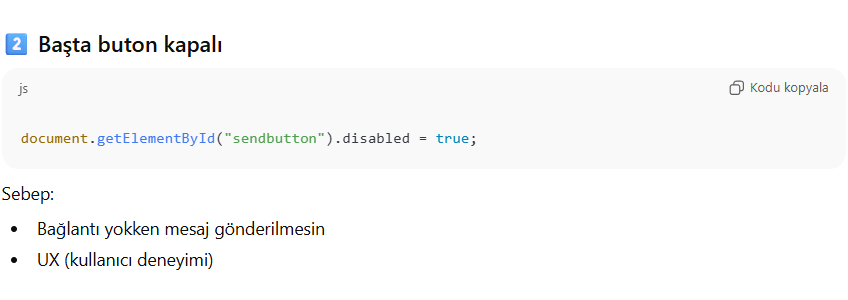 2 Başta buton kapalı
js
Kodu kopyala
document.getElementById("sendbutton").disabled = true;
Sebep:
• Bağlantı yokken mesaj gönderilmesin
• UX (kullanıcı deneyimi)